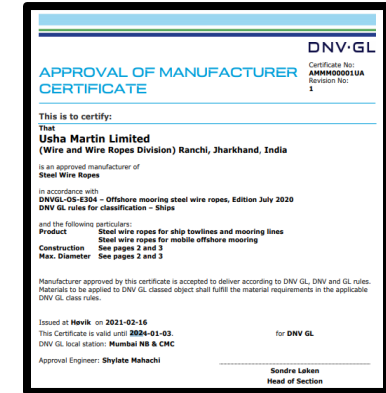 DNV·GL
APPROVAL OF MANUFACTURER
CERTIFICATE
Certificate No:
AMMM00001UA
Revision No:
1
This is to certify:
That
Usha Martin Limited
(Wire and Wire Ropes Division) Ranchi, Jharkhand, India
is an approved manufacturer of
Steel Wire Ropes
in accordance with
DNVGL-OS-E304 – Offshore mooring steel wire ropes, Edition July 2020
DNV GL rules for classification – Ships
and the following particulars:
Product Steel wire ropes for ship towlines and mooring lines
Steel wire ropes for mobile offshore mooring
Construction See pages 2 and 3
Max. Diameter See pages 2 and 3
Manufacturer approved by this certificate is accepted to deliver according to DNV GL, DNV and GL rules.
Materials to be applied to DNV GL classed object shall fulfill the material requirements in the applicable
DNV GL class rules.
Issued at Høvik on 2021-02-16
This Certificate is valid until -01-03.
for DNV GL
DNV GL local station: Mumbai NB & CMC
Approval Engineer: Shylate Mahachi
Sondre Løken
Head of Section